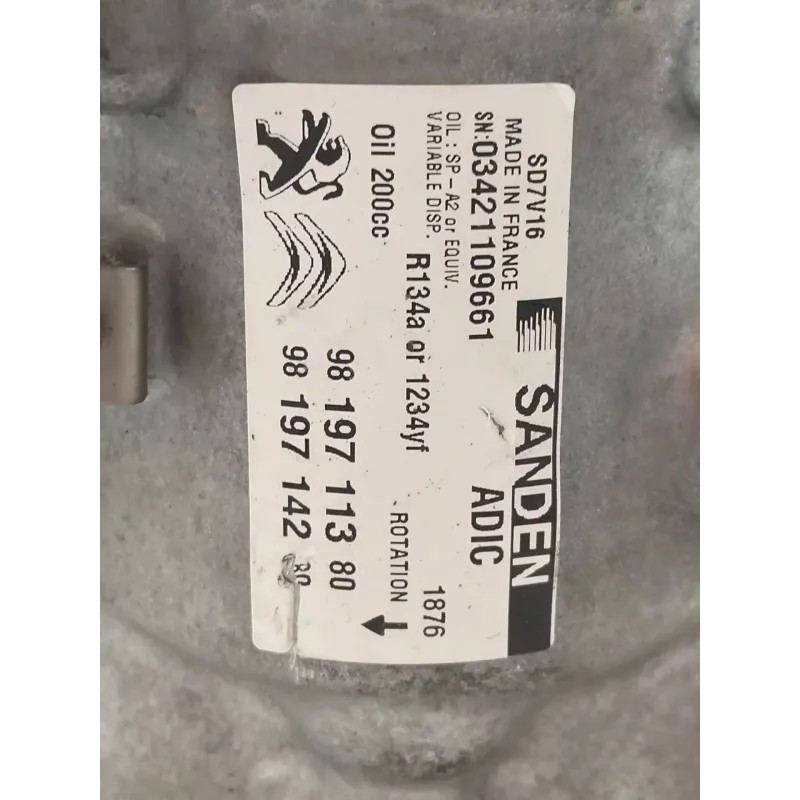 SD7V16
SANDEN
MADE IN FRANCE
SN:03421109661
ADIC
1876
OIL : SP-A2 or EQUIV.
VARIABLE DISP.
R134a or 1234yf
ROTATION
Oil 200cc
98 197 113 80
98 197 142 80